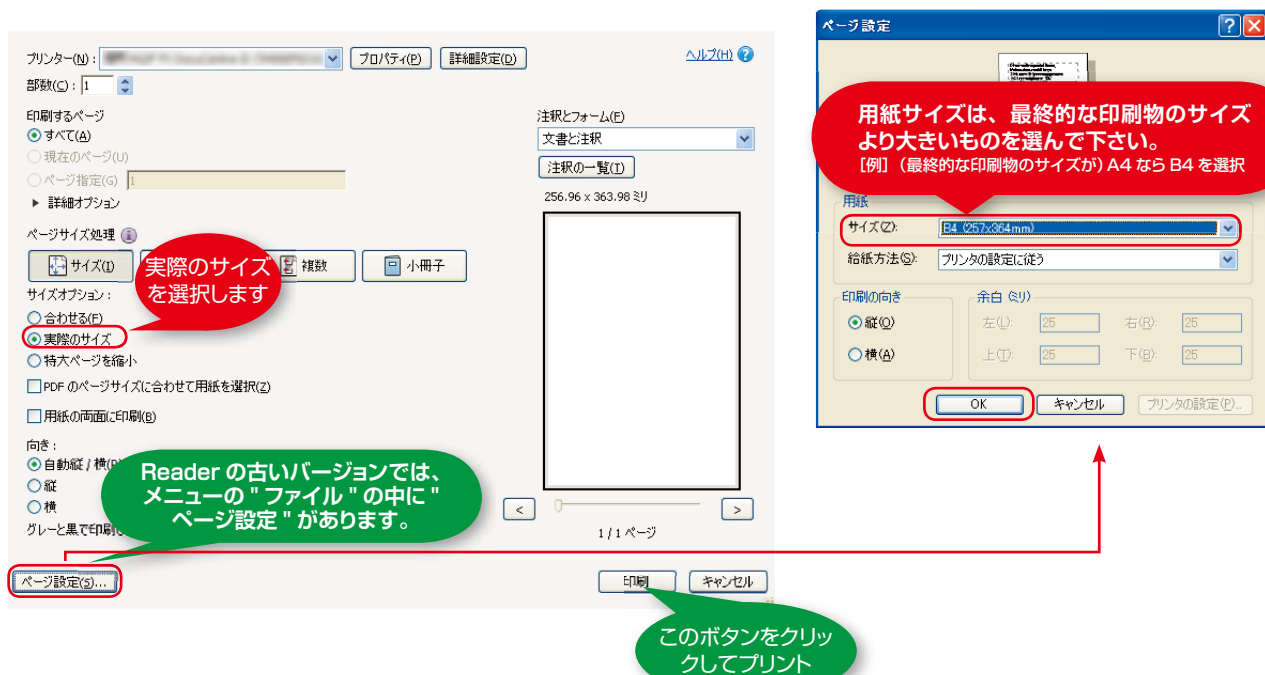 プリンター(N) :
プロパティ(P)
詳細設定(D)
ヘルプ(H)
部数(C) : 1
印刷するページ
すべて(A)
現在のページ(U)
ページ指定(G) 1
詳細オプション
ページサイズ処理
サイズ(I)
複数
小冊子
実際のサイズ
を選択します
サイズオプション :
合わせる(F)
実際のサイズ
特大ページを縮小
PDF のページサイズに合わせて用紙を選択(Z)
用紙の両面に印刷(B)
向き :
自動縦 / 横
縦
横
グレーと黒で印刷
Reader の古いバージョンでは、
メニューの " ファイル " の中に "
ページ設定 " があります。
ページ設定(S)...
注釈とフォーム(F)
文書と注釈
注釈の一覧(T)
256.96 x 363.98 ミリ
<
>
1 / 1 ページ
印刷
キャンセル
このボタンをクリッ
クしてプリント
ページ設定
用紙サイズは、最終的な印刷物のサイズ
より大きいものを選んで下さい。
［例］（最終的な印刷物のサイズが）A4 なら B4 を選択
用紙
サイズ(Z):
B4 (257x364mm)
給紙方法(S):
プリンタの設定に従う
印刷の向き
縦(O)
横(A)
余白 (ミリ)
左(L): 25 右(R): 25
上(T): 25 下(B): 25
OK
キャンセル
プリンタの設定(P)...